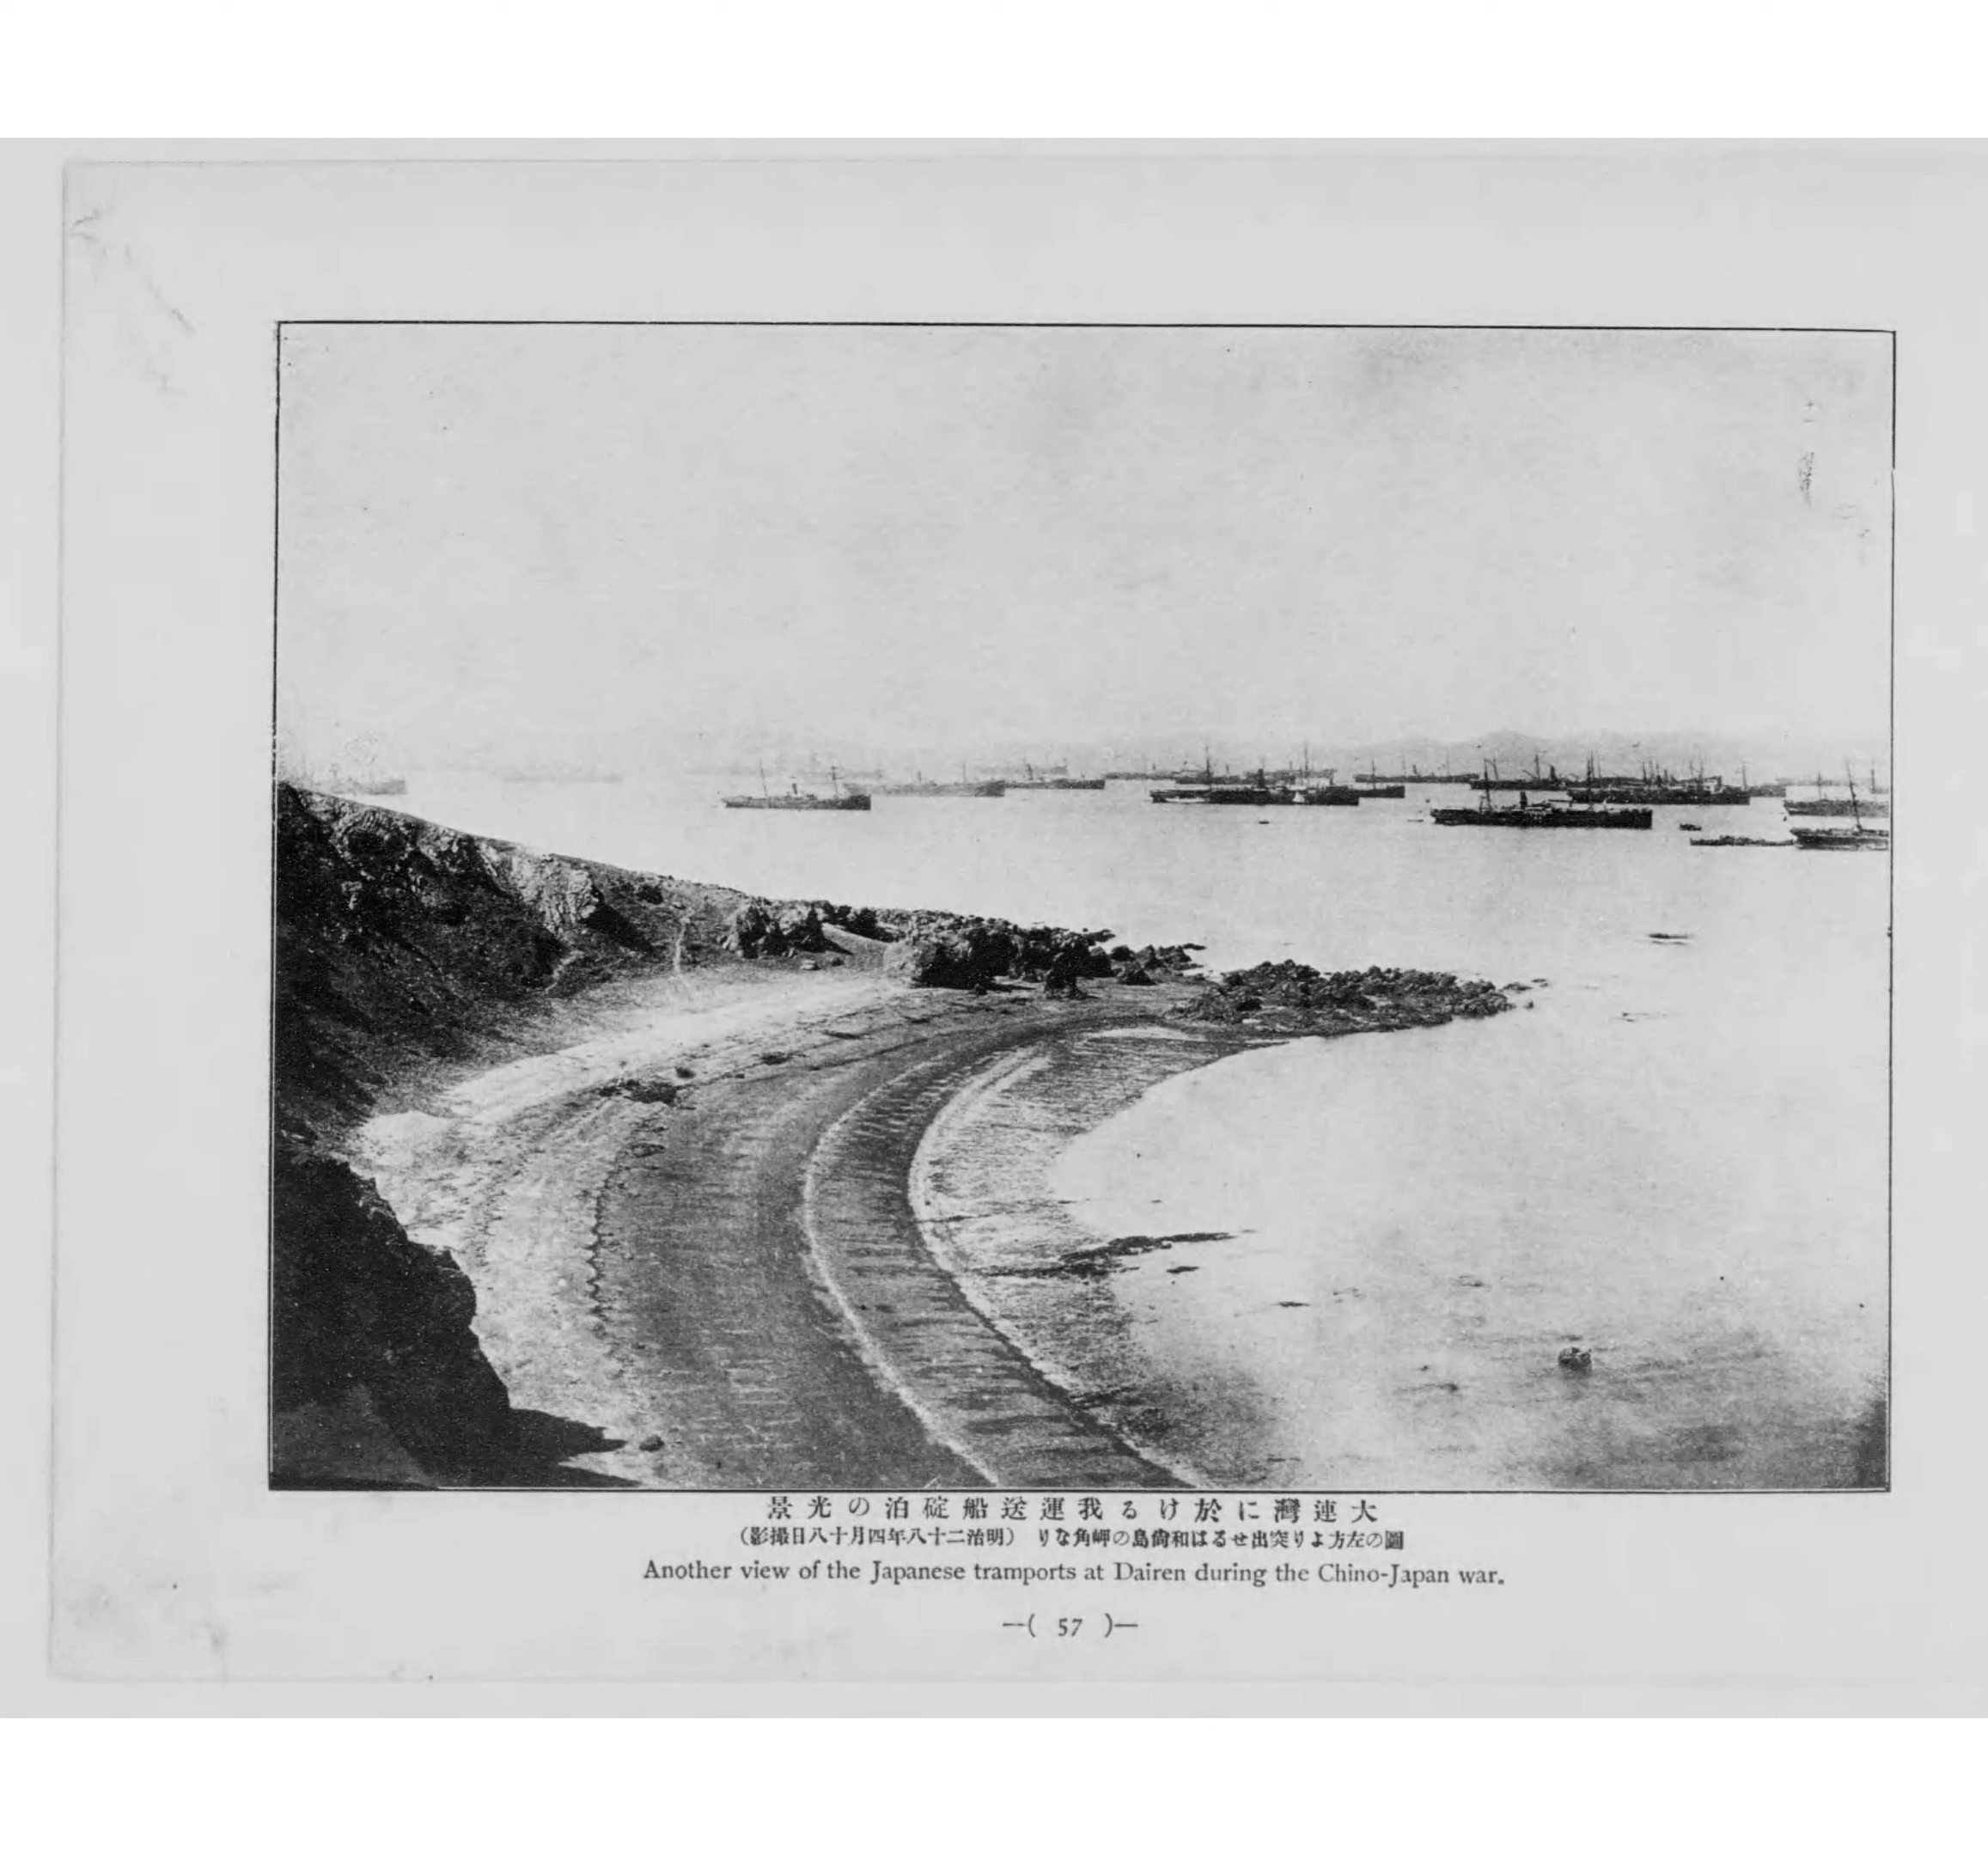 大連灣に於ける我運送船碇泊の光景
圖の左方より突出せるは和尙島の岬角なり (明治二十八年四月十八日撮影)
Another view of the Japanese tramports at Dairen during the Chino-Japan war.
—( 57 )—